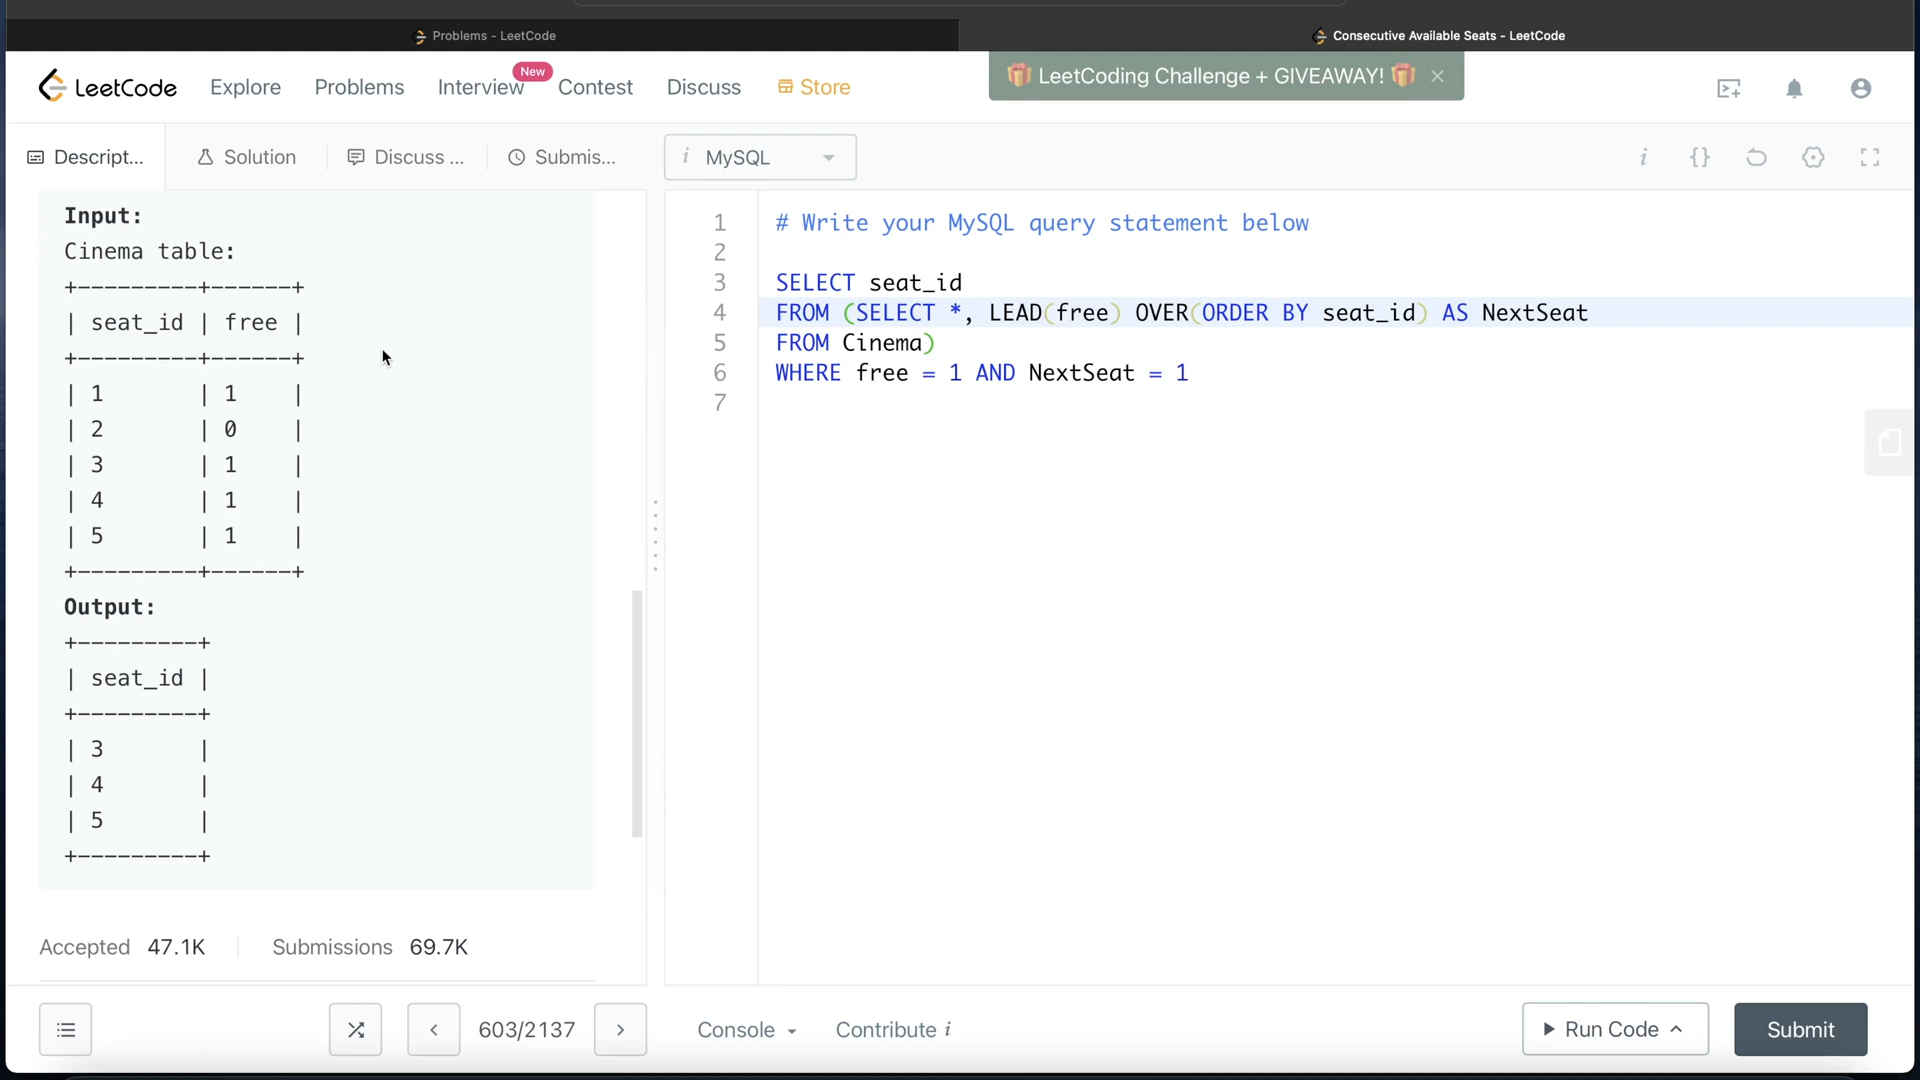 Problems - LeetCode
Consecutive Available Seats - LeetCode
LeetCode Explore Problems Interview New Contest Discuss Store
LeetCoding Challenge + GIVEAWAY!
Descript... Solution Discuss ... Submis...
i MySQL
i {}
Input:
Cinema table:
+---------+------+
| seat_id | free |
+---------+------+
| 1 | 1 |
| 2 | 0 |
| 3 | 1 |
| 4 | 1 |
| 5 | 1 |
+---------+------+
Output:
+---------+
| seat_id |
+---------+
| 3 |
| 4 |
| 5 |
+---------+
Accepted 47.1K Submissions 69.7K
1 # Write your MySQL query statement below
2
3 SELECT seat_id
4 FROM (SELECT *, LEAD(free) OVER(ORDER BY seat_id) AS NextSeat
5 FROM Cinema)
6 WHERE free = 1 AND NextSeat = 1
7
603/2137
Console Contribute i
Run Code Submit